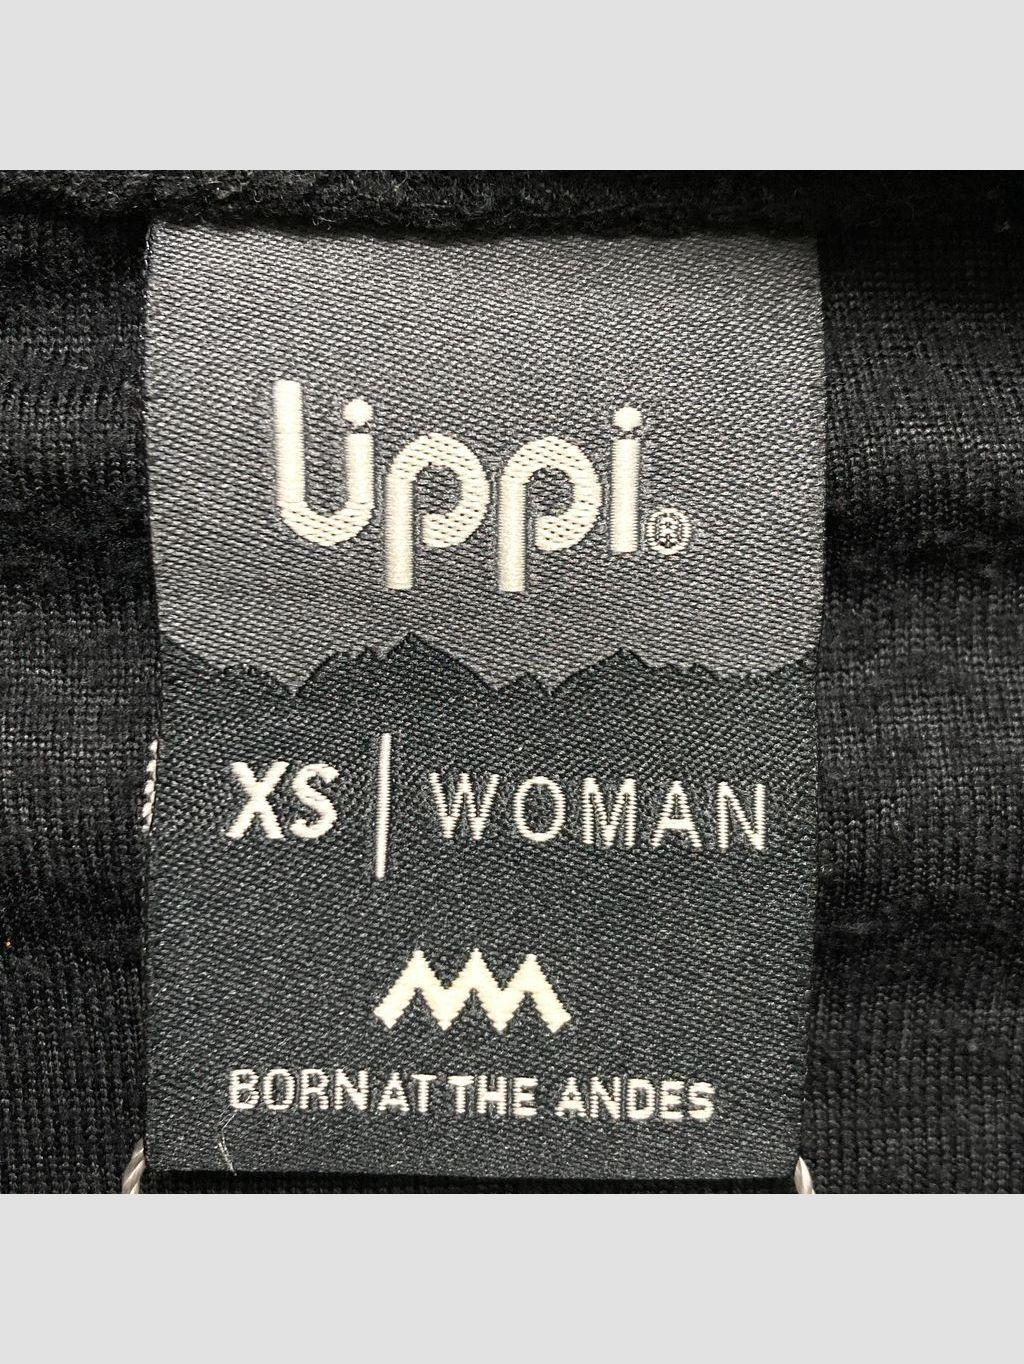 Lippi®
XS | WOMAN
BORN AT THE ANDES